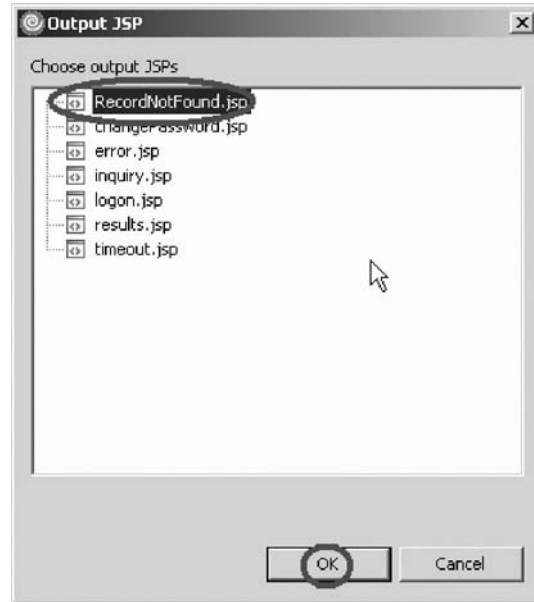 Output JSP
Choose output JSPs
RecordNotFound.jsp
changePassword.jsp
error.jsp
inquiry.jsp
logon.jsp
results.jsp
timeout.jsp
OK
Cancel